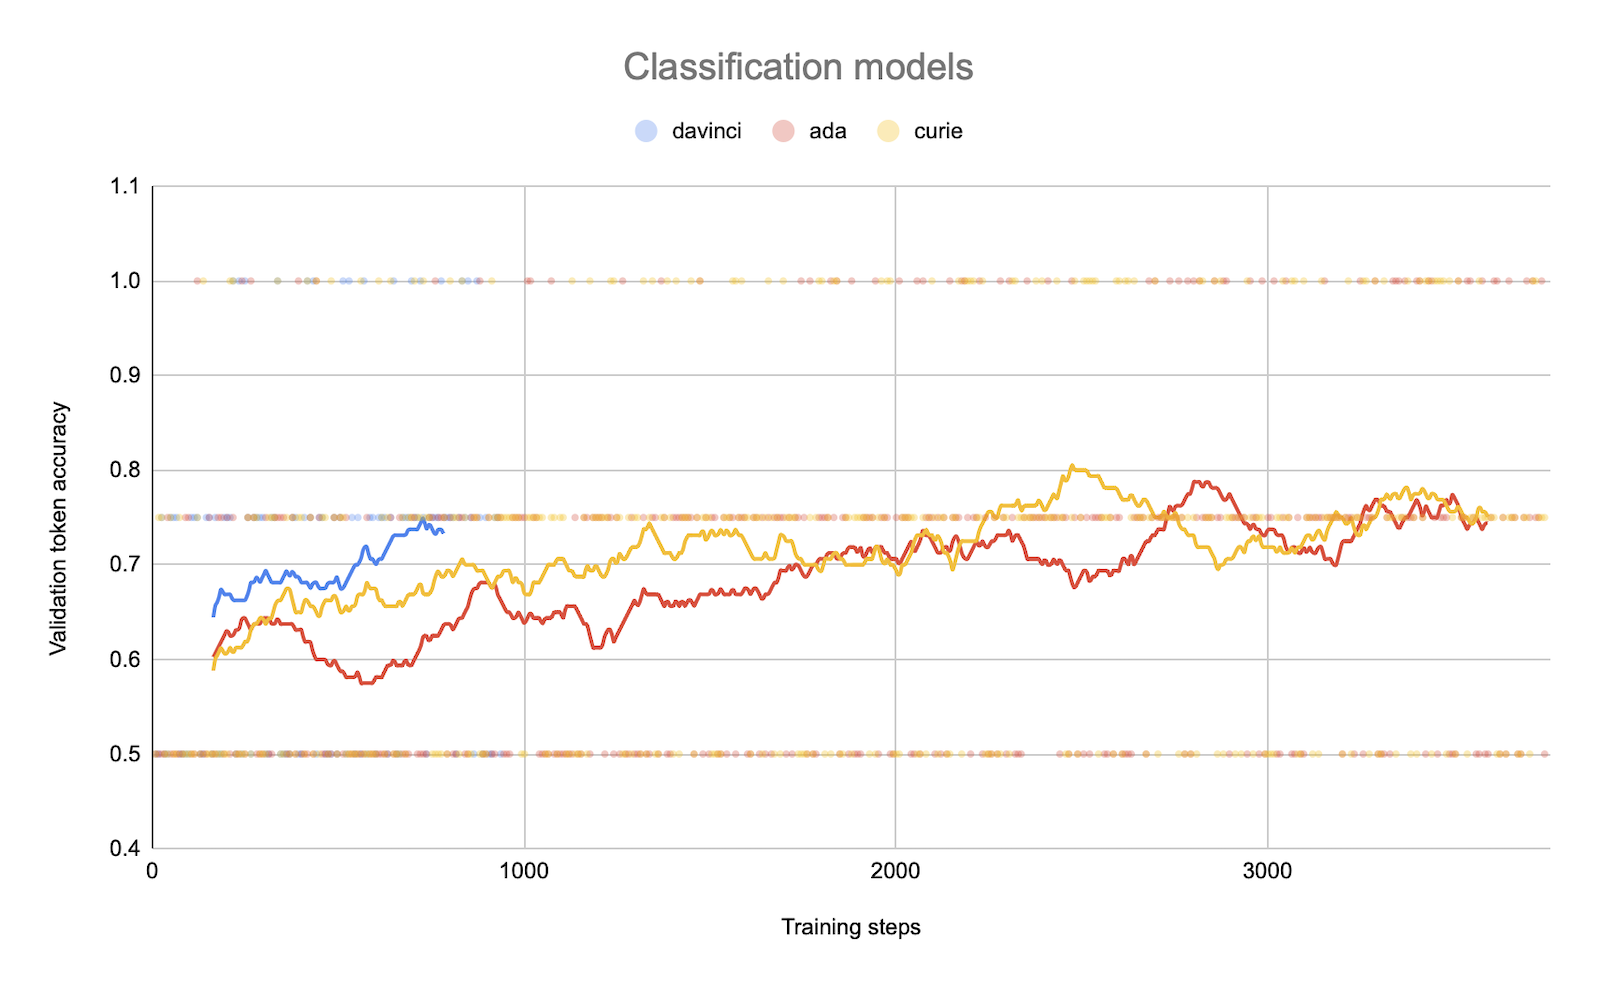 Classification models
davinci ada curie
1.1
1.0
0.9
0.8
0.7
0.6
0.5
0.4
Validation token accuracy
0 1000 2000 3000
Training steps